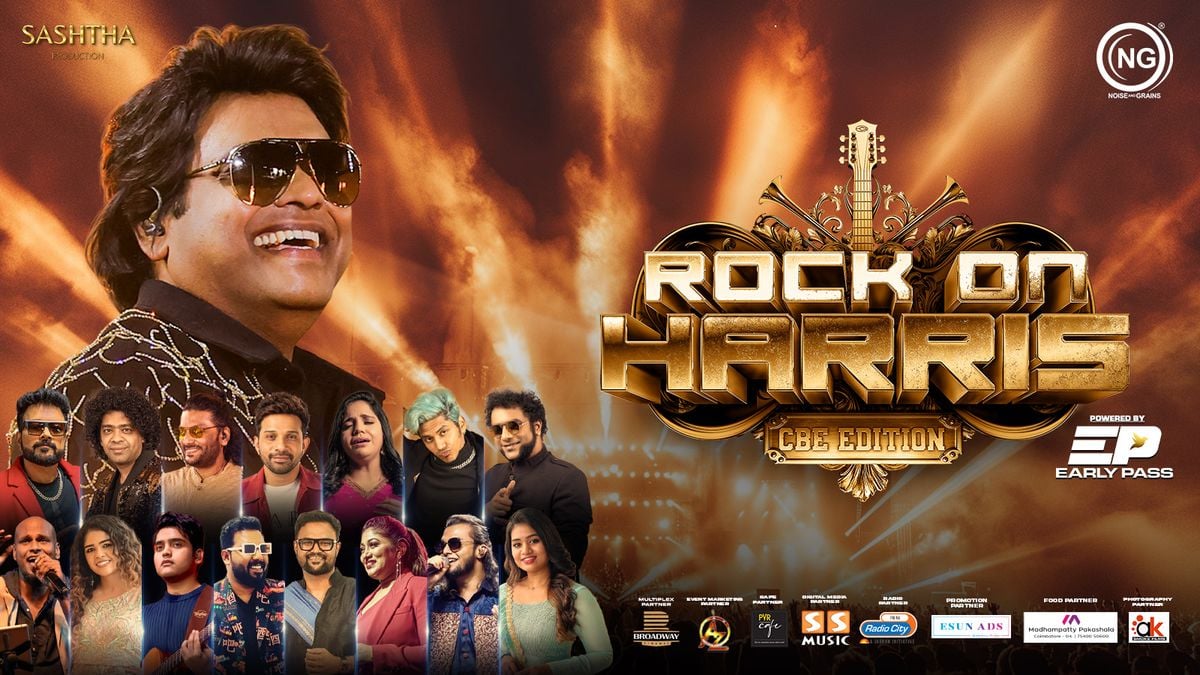 SASHTHA
PRODUCTION
NG
NOISE AND GRAINS
ROCK ON
HARRIS
CBE EDITION
POWERED BY
EP
EARLY PASS
MULTIPLEX
PARTNER
BROADWAY
EVENT MARKETING
PARTNER
CAFE
PARTNER
PYR
cafe
DIGITAL MEDIA
PARTNER
SS
MUSIC
RADIO
PARTNER
Radio City
PROMOTION
PARTNER
ESUN ADS
FOOD PARTNER
Madhampatty Pakashala
PHOTOGRAPHY
PARTNER
dk